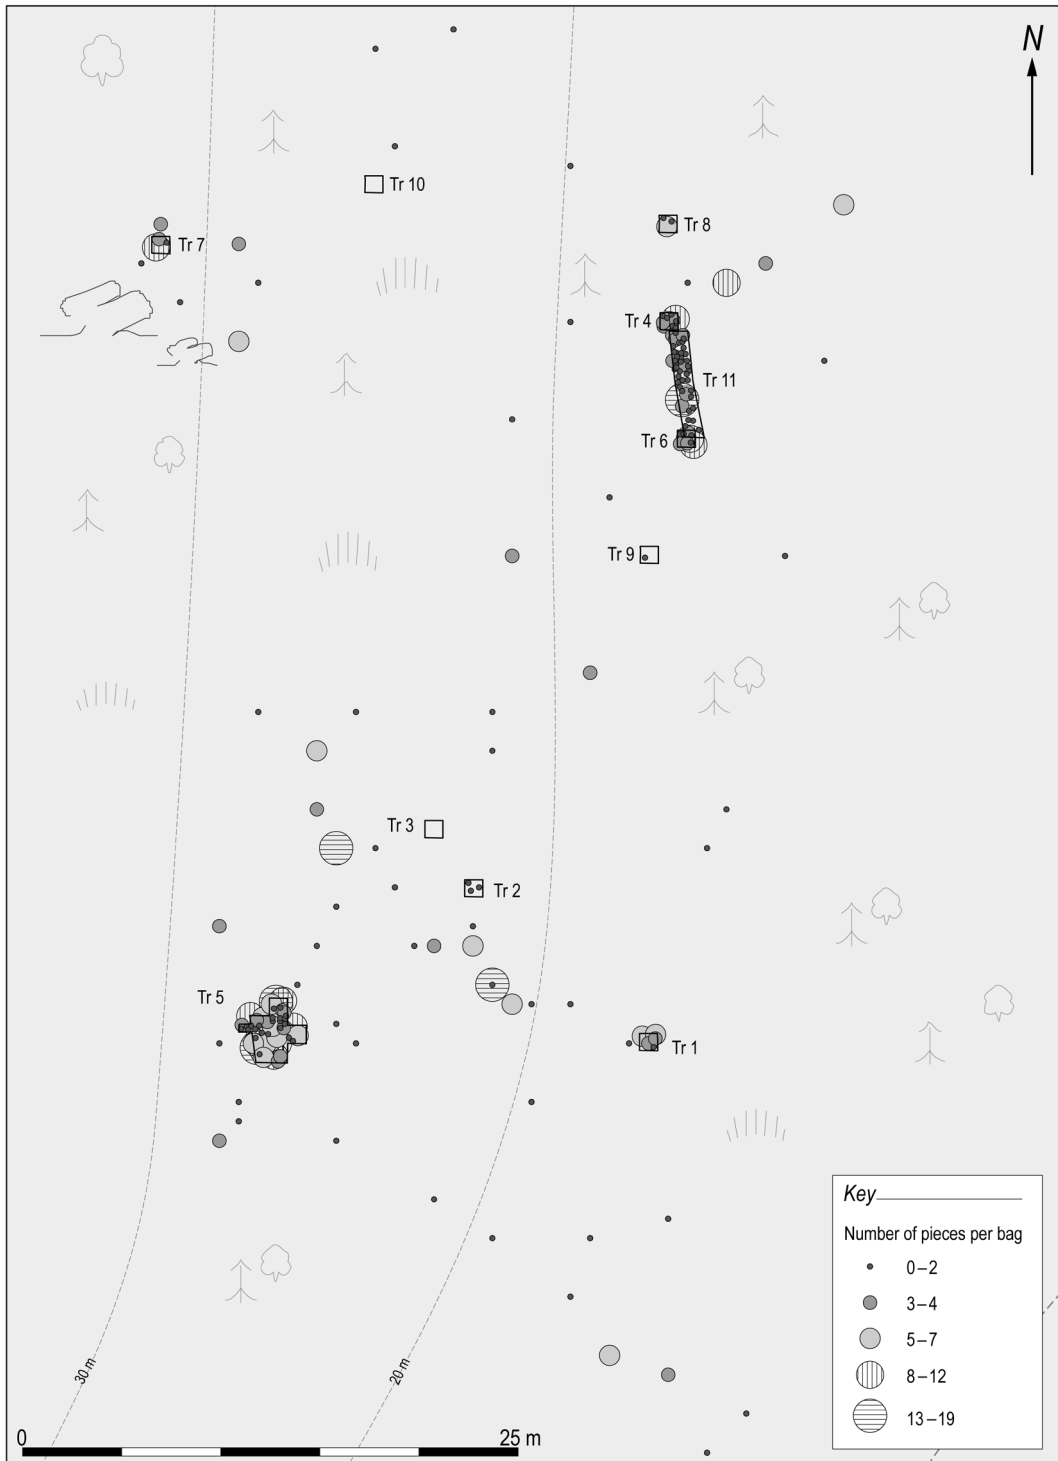 N
Tr 10
Tr 8
Tr 7
Tr 4
Tr 11
Tr 6
Tr 9
Tr 3
Tr 2
Tr 5
Tr 1
Key
Number of pieces per bag
0–2
3–4
5–7
8–12
13–19
30 m
20 m
0 25 m